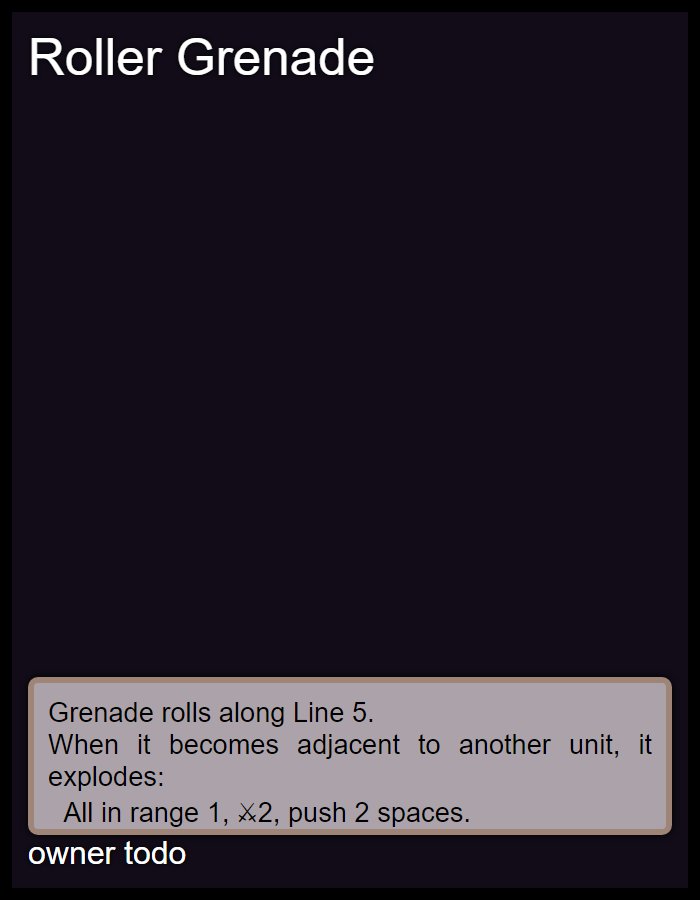 Roller Grenade
Grenade rolls along Line 5.
When it becomes adjacent to another unit, it
explodes:
All in range 1, ⚔2, push 2 spaces.
owner todo